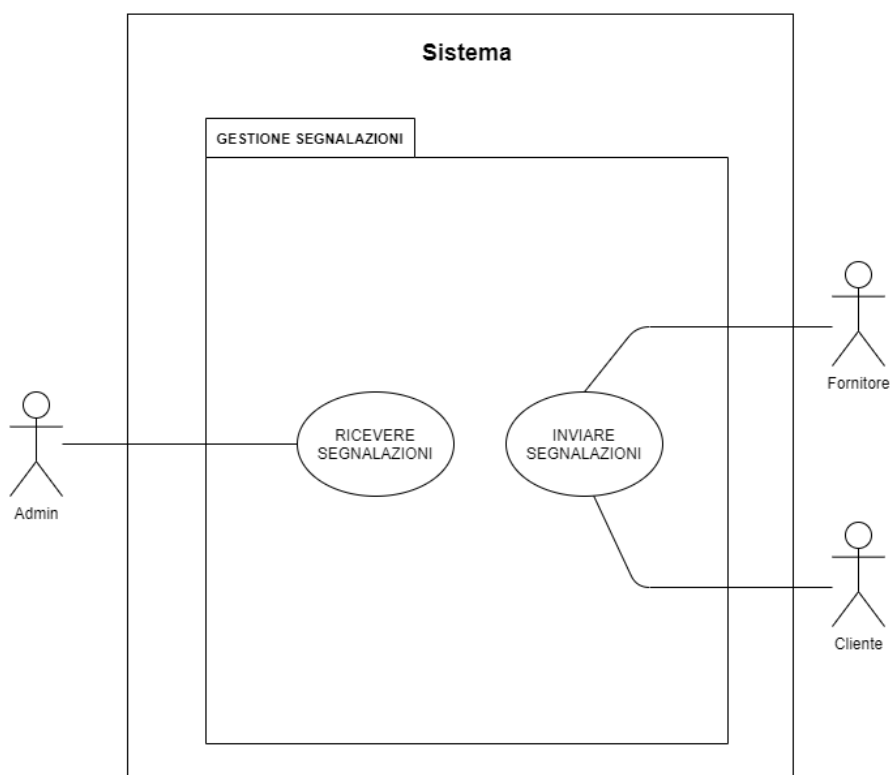 Sistema
GESTIONE SEGNALAZIONI
Fornitore
RICEVERE
SEGNALAZIONI
INVIARE
SEGNALAZIONI
Admin
Cliente